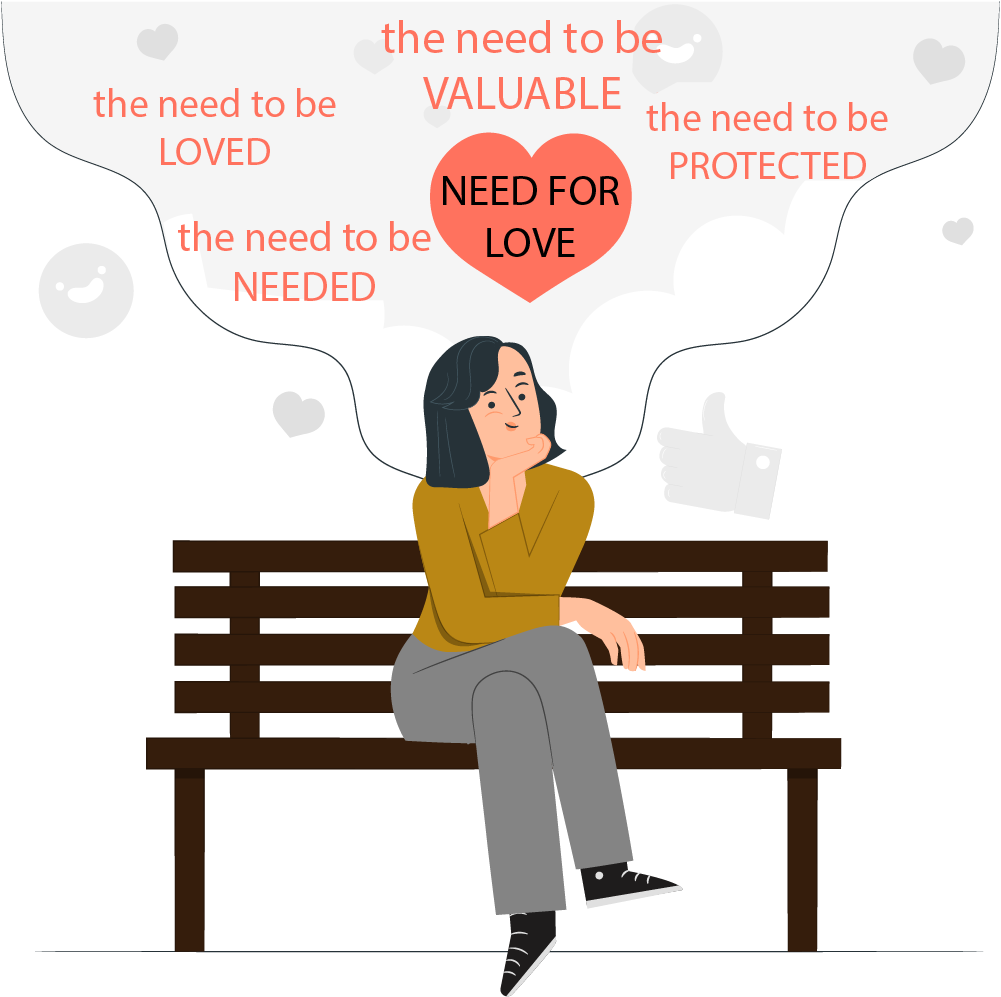 the need to be
VALUABLE
the need to be
LOVED
the need to be
PROTECTED
NEED FOR
LOVE
the need to be
NEEDED